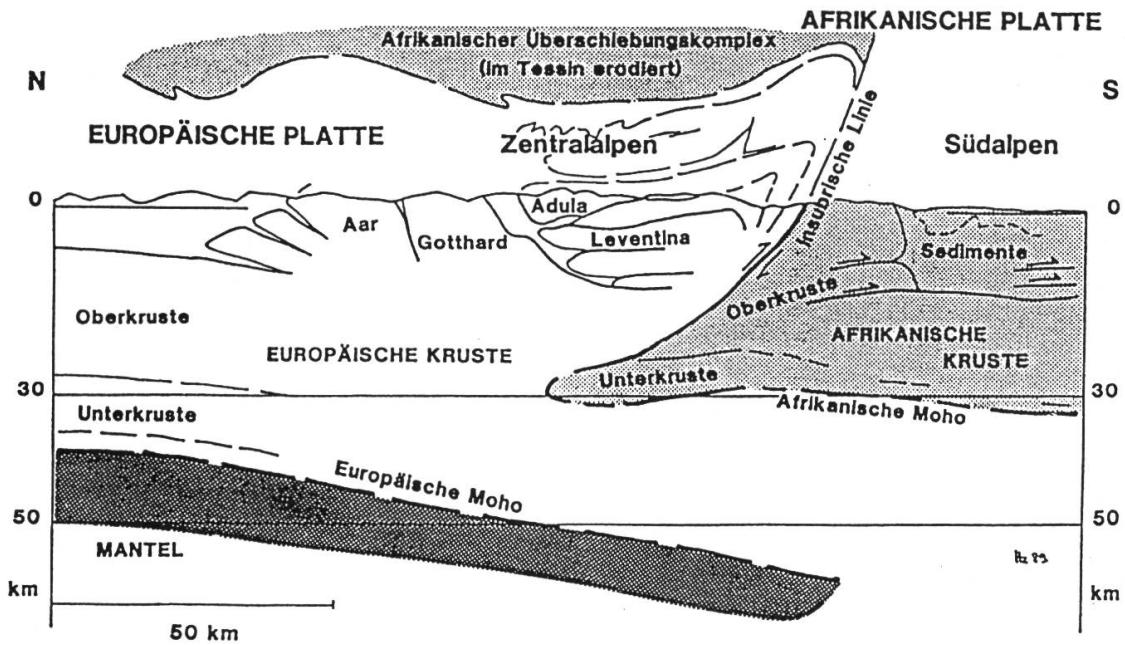 AFRIKANISCHE PLATTE
Afrikanischer Überschiebungskomplex
(im Tessin erodiert)
N
S
EUROPÄISCHE PLATTE
Zentralalpen
Insubrische Linie
Südalpen
0
0
Aar
Gotthard
Adula
Leventina
Sedimente
Oberkruste
Oberkruste
AFRIKANISCHE
KRUSTE
EUROPÄISCHE KRUSTE
Unterkruste
30
30
Afrikanische Moho
Unterkruste
Europäische Moho
50
50
MANTEL
km
km
50 km